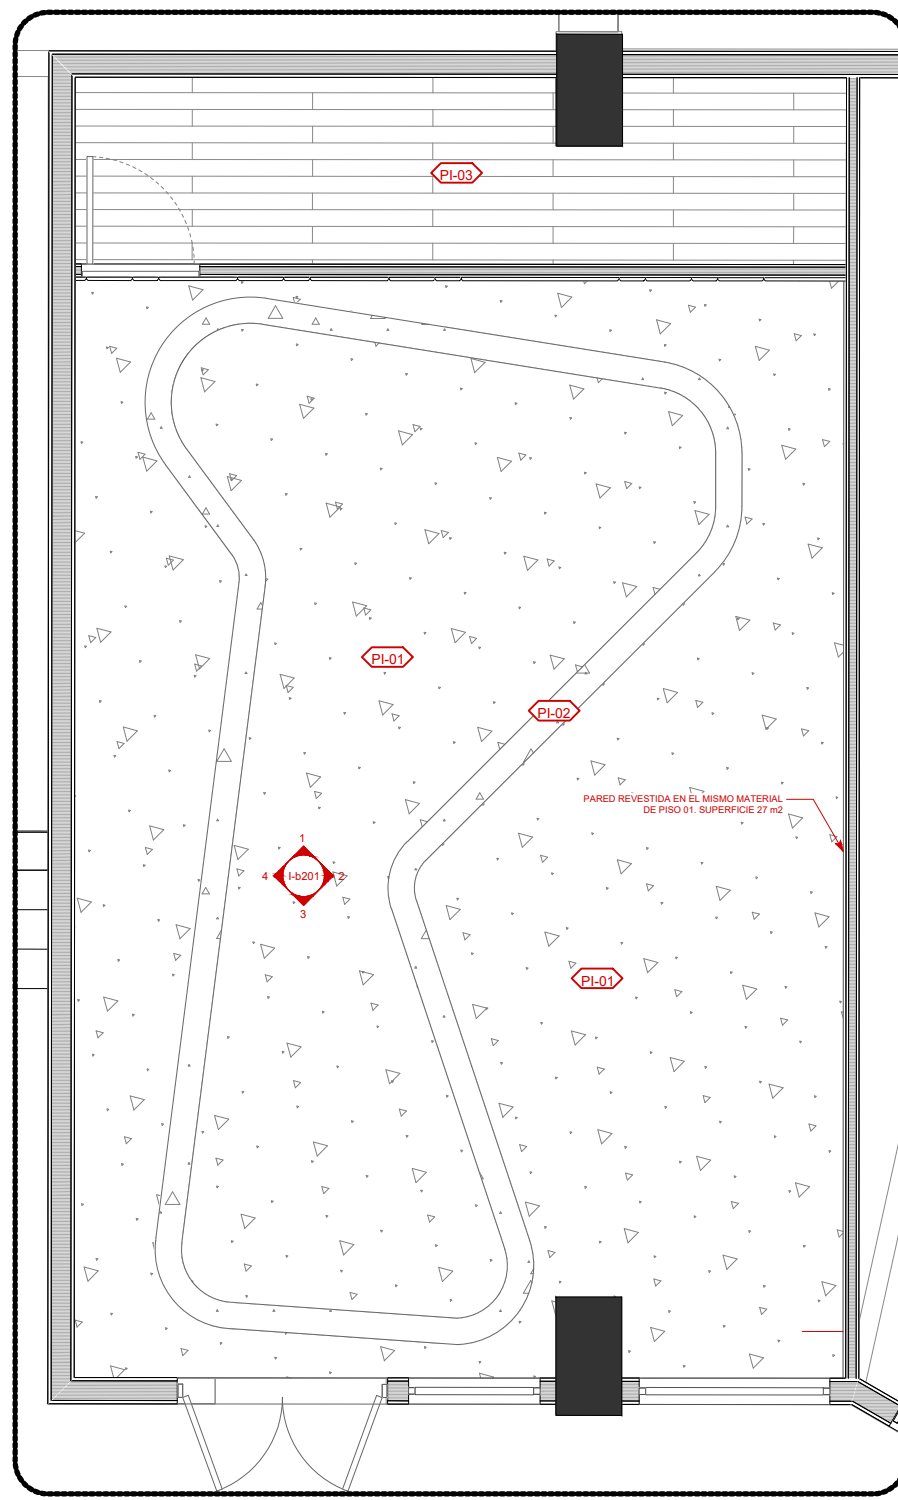 PI-03
PI-01
PI-02
PARED REVESTIDA EN EL MISMO MATERIAL
DE PISO 01. SUPERFICIE 27 m2
1
4 I-b201 2
3
PI-01